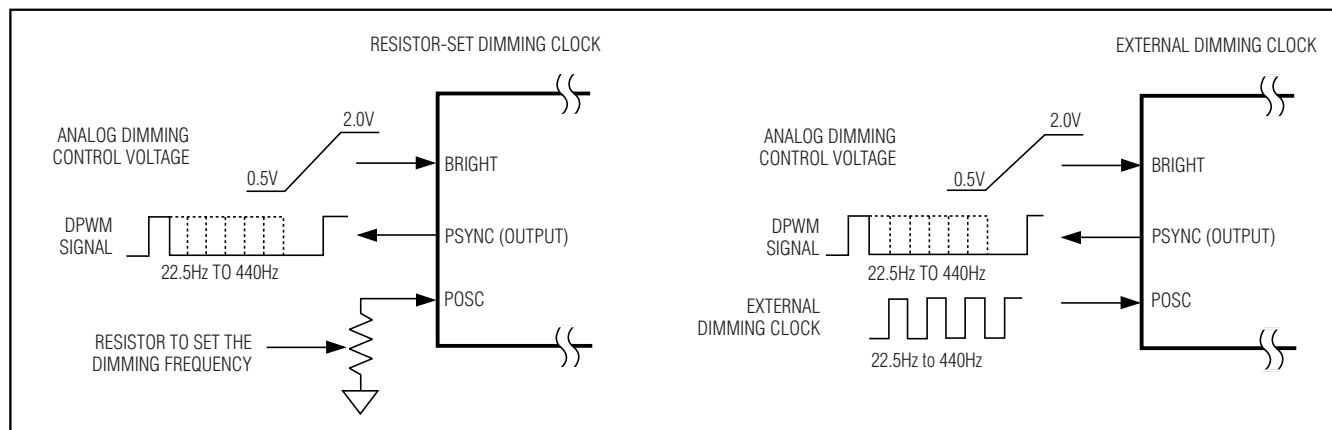 RESISTOR-SET DIMMING CLOCK
ANALOG DIMMING
CONTROL VOLTAGE
2.0V
0.5V
BRIGHT
DPWM
SIGNAL
22.5Hz TO 440Hz
PSYNC (OUTPUT)
POSC
RESISTOR TO SET THE
DIMMING FREQUENCY
EXTERNAL DIMMING CLOCK
ANALOG DIMMING
CONTROL VOLTAGE
2.0V
0.5V
BRIGHT
DPWM
SIGNAL
22.5Hz TO 440Hz
PSYNC (OUTPUT)
EXTERNAL
DIMMING CLOCK
22.5Hz to 440Hz
POSC